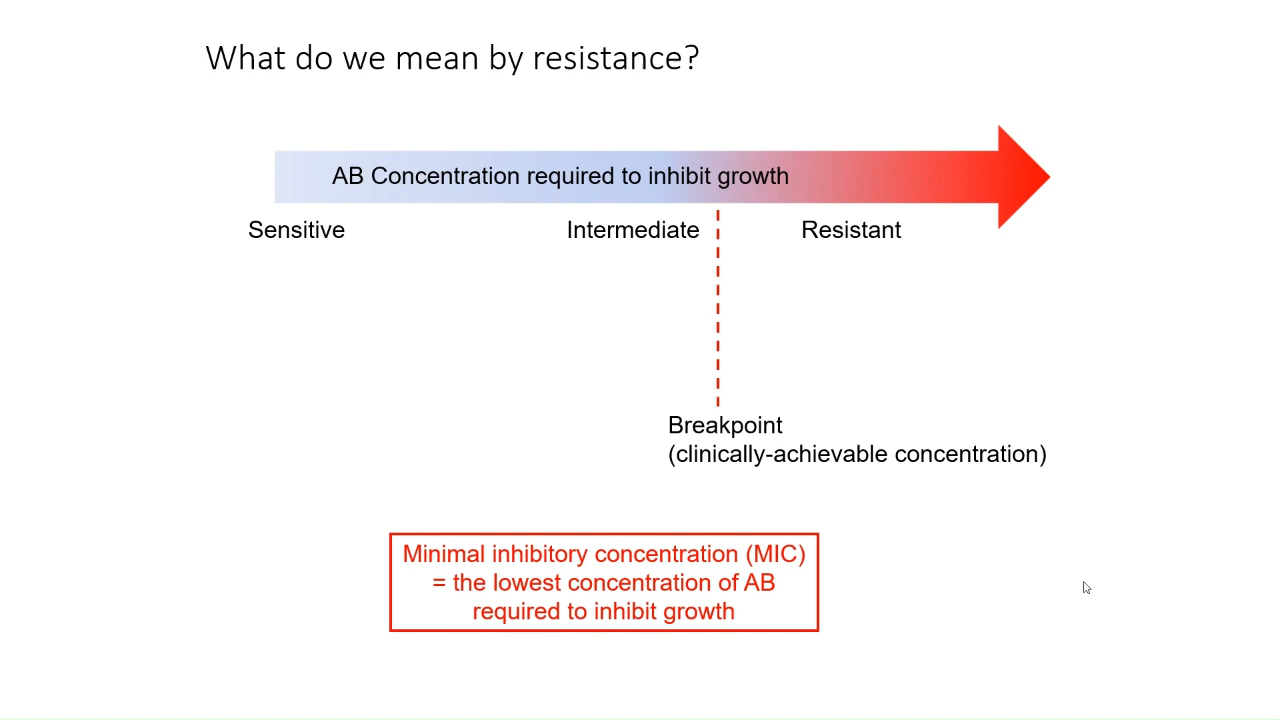 What do we mean by resistance?
AB Concentration required to inhibit growth
Sensitive
Intermediate
Resistant
Breakpoint
(clinically-achievable concentration)
Minimal inhibitory concentration (MIC)
= the lowest concentration of AB
required to inhibit growth